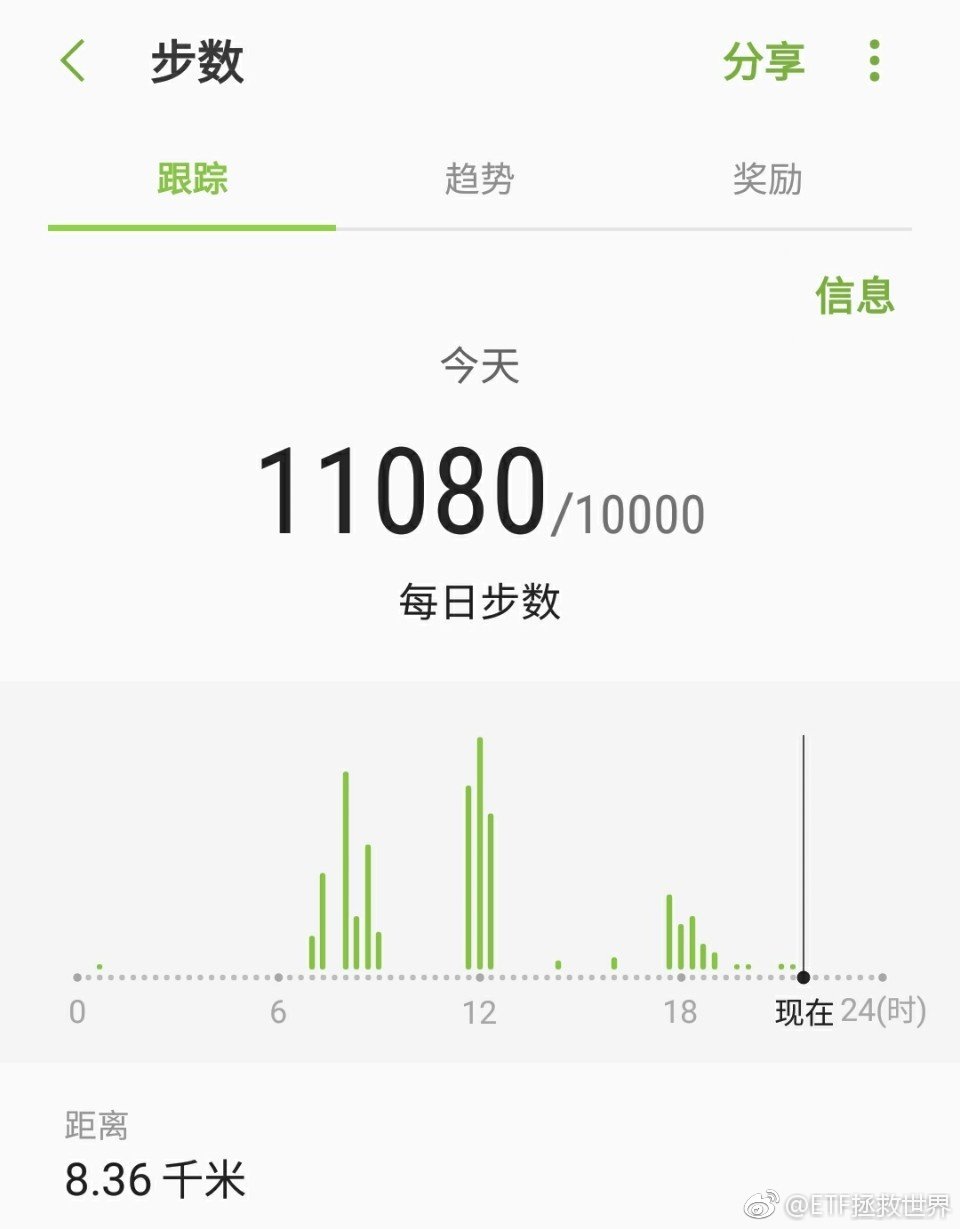 步数 分享
跟踪 趋势 奖励
信息
今天
11080/10000
每日步数
0 6 12 18 现在 24(时)
距离
8.36 千米
@ETF拯救世界